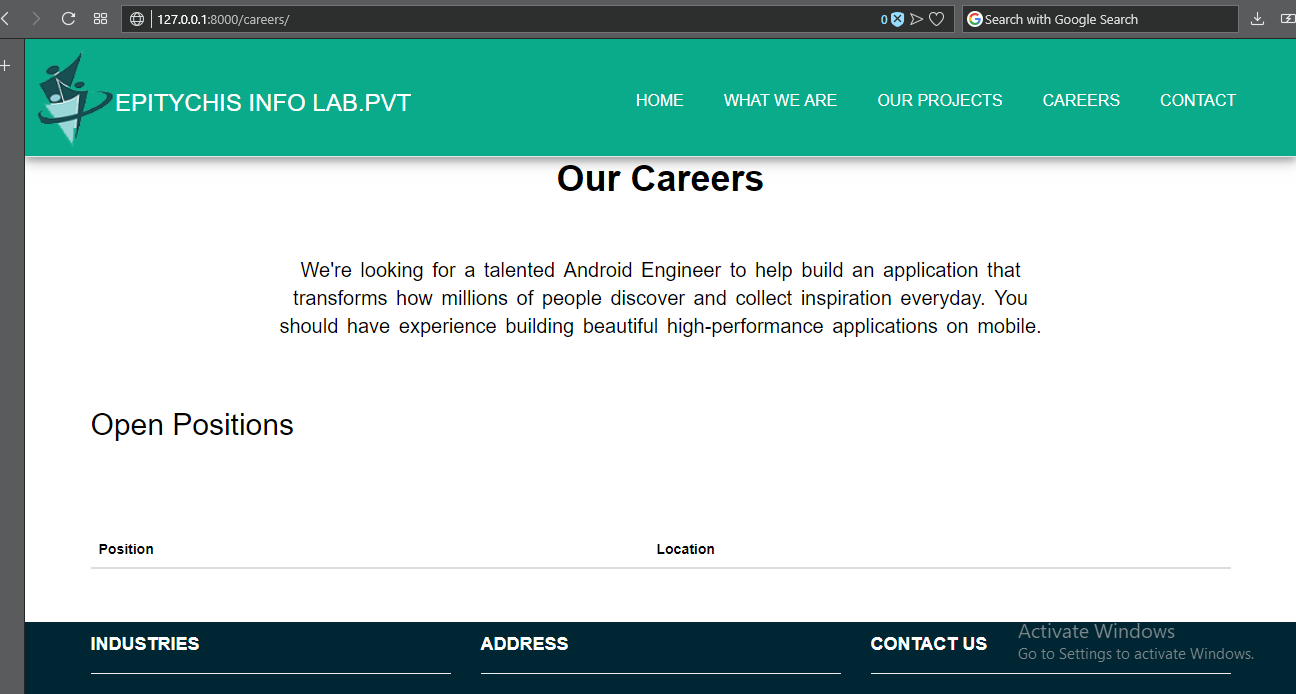 127.0.0.1:8000/careers/
0
Search with Google Search
EPITYCHIS INFO LAB.PVT
HOME
WHAT WE ARE
OUR PROJECTS
CAREERS
CONTACT
Our Careers
We're looking for a talented Android Engineer to help build an application that
transforms how millions of people discover and collect inspiration everyday. You
should have experience building beautiful high-performance applications on mobile.
Open Positions
Position
Location
INDUSTRIES
ADDRESS
CONTACT US
Activate Windows
Go to Settings to activate Windows.